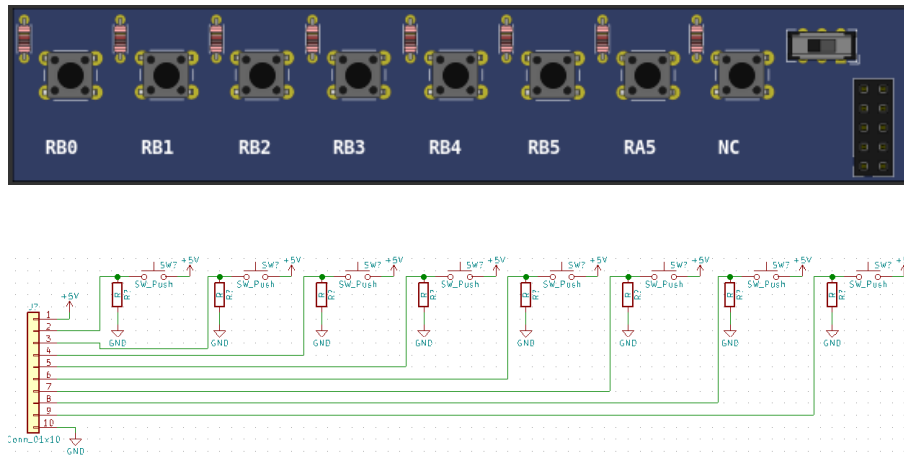 RB0 RB1 RB2 RB3 RB4 RB5 RA5 NC
SW? +5V SW? +5V SW? +5V SW? +5V SW? +5V SW? +5V SW? +5V SW?
SW_Push SW_Push SW_Push SW_Push SW_Push SW_Push SW_Push SW_Push
R R? R R? R R? R R? R R? R R? R R? R R?
+5V
J?
GND GND GND GND GND GND GND GND
1
2
3
4
5
6
7
8
9
10
Conn_01x10
GND